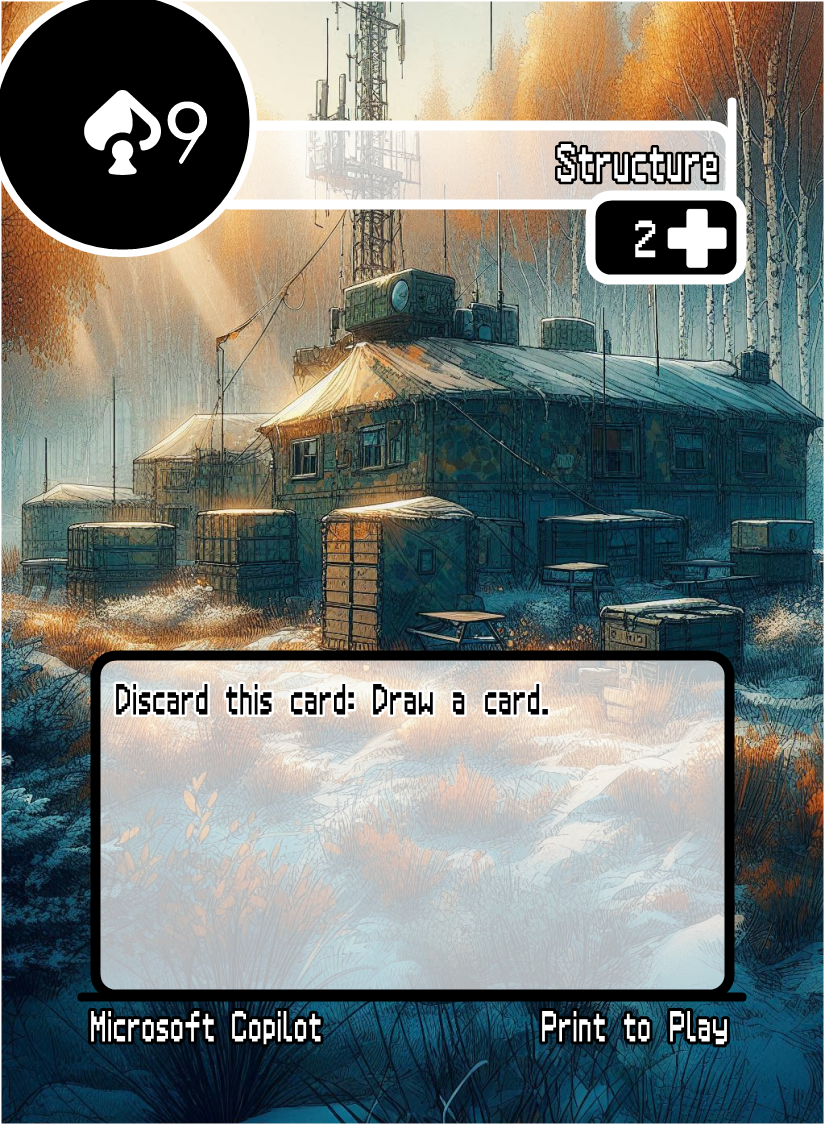 9
Structure
2
Discard this card: Draw a card.
Microsoft Copilot
Print to Play